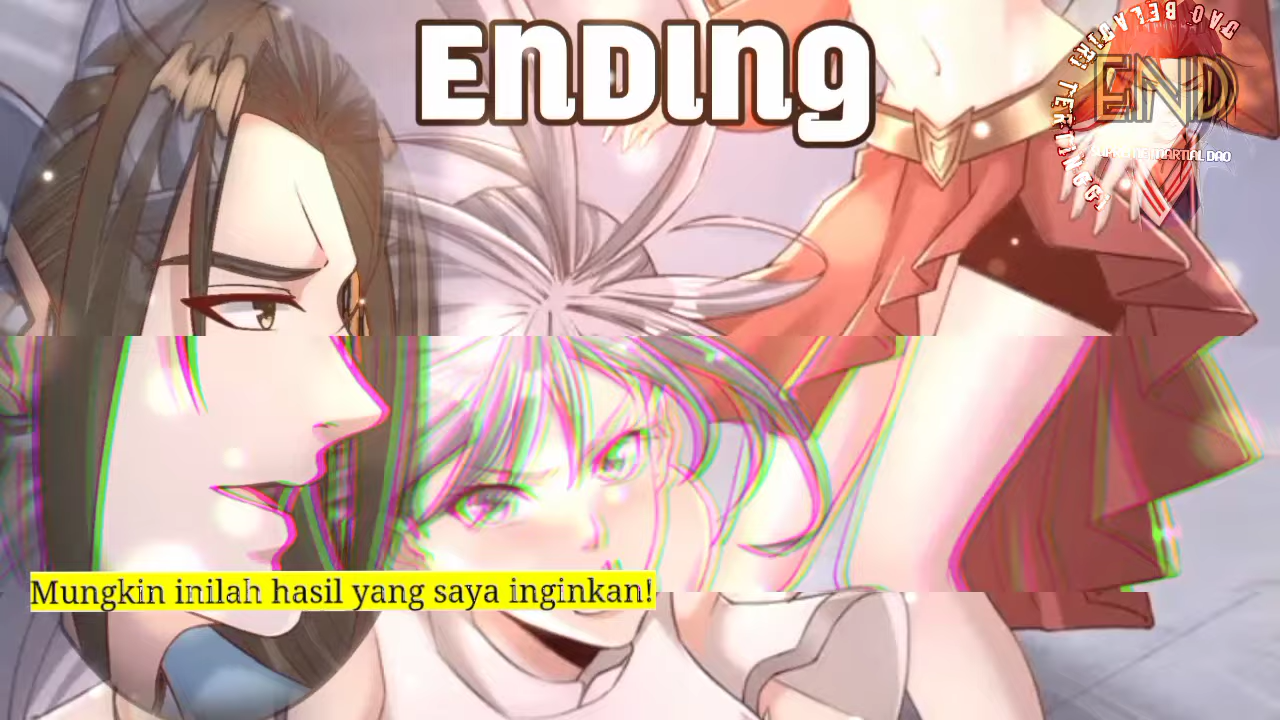 ENDING
DAO BELADIRI TERTINGGI
END
SUPREME MARTIAL DAO
Mungkin inilah hasil yang saya inginkan!